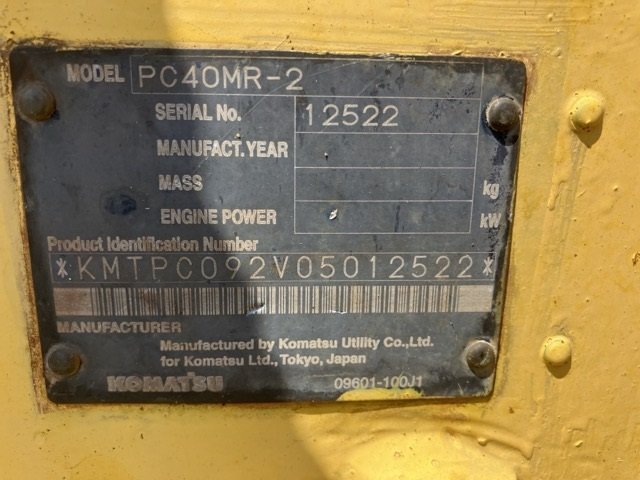 MODEL PC40MR-2
SERIAL No. 12522
MANUFACT. YEAR
MASS kg
ENGINE POWER kW
Product Identification Number
*KMTPC092V05012522*
MANUFACTURER
Manufactured by Komatsu Utility Co.,Ltd.
for Komatsu Ltd., Tokyo, Japan
KOMATSU 09601-100J1